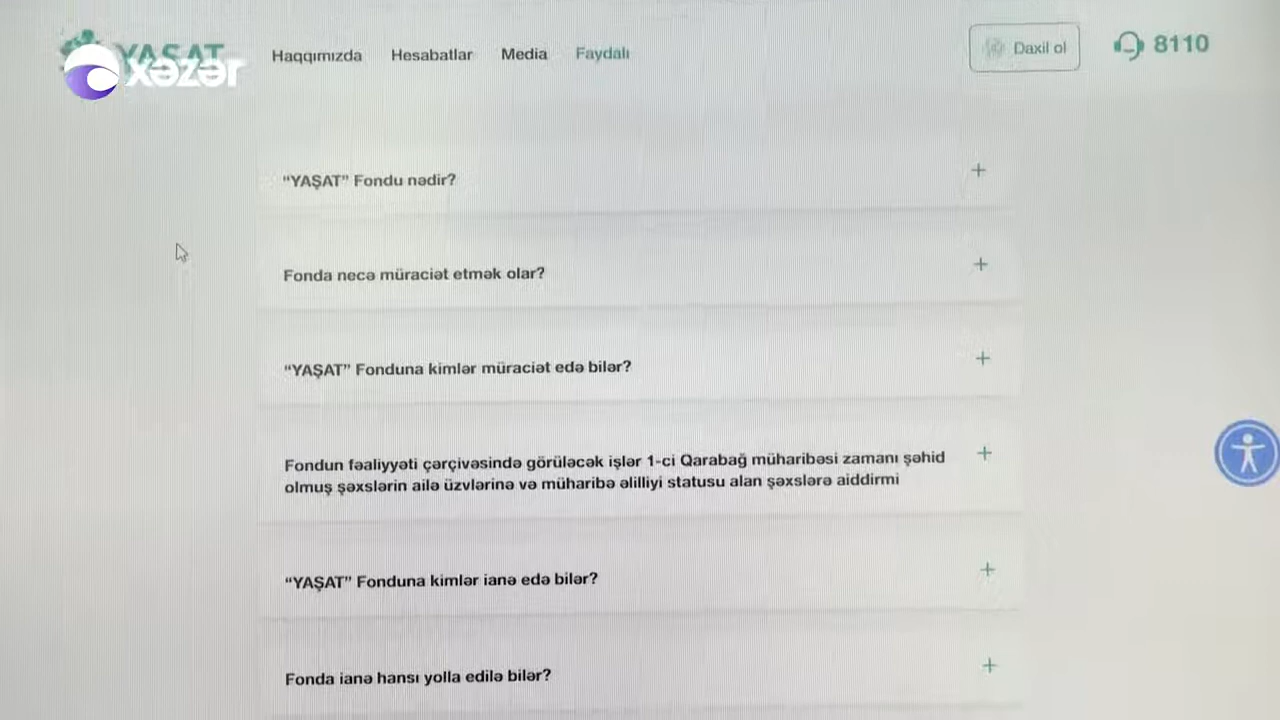 YAŞAT
xəzər
Haqqımızda
Hesabatlar
Media
Faydalı
Daxil ol
8110
“YAŞAT” Fondu nədir?
Fonda necə müraciət etmək olar?
“YAŞAT” Fonduna kimlər müraciət edə bilər?
Fondun fəaliyyəti çərçivəsində görüləcək işlər 1-ci Qarabağ müharibəsi zamanı şəhid
olmuş şəxslərin ailə üzvlərinə və müharibə əlilliyi statusu alan şəxslərə aiddirmi
“YAŞAT” Fonduna kimlər ianə edə bilər?
Fonda ianə hansı yolla edilə bilər?